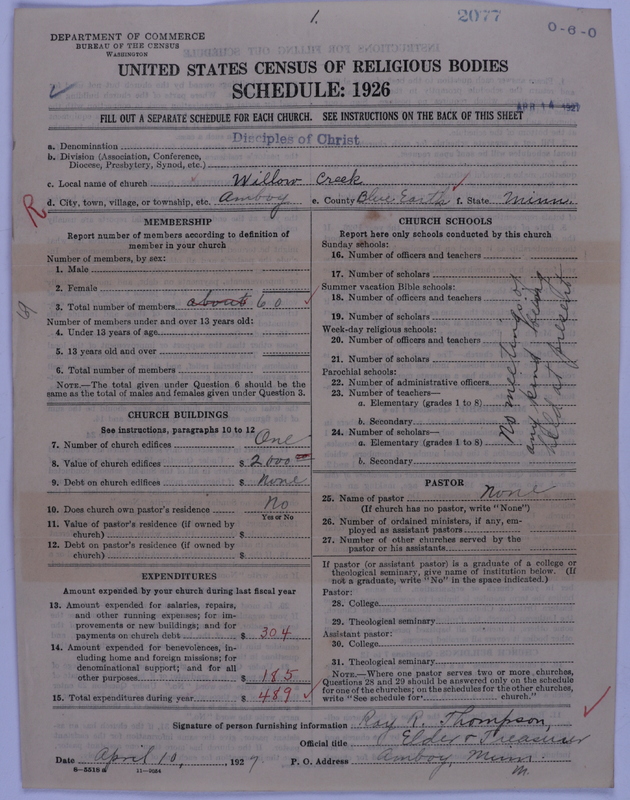 1.
2077
0-6-0
DEPARTMENT OF COMMERCE
BUREAU OF THE CENSUS
WASHINGTON
UNITED STATES CENSUS OF RELIGIOUS BODIES
SCHEDULE: 1926
APR 14 1927
FILL OUT A SEPARATE SCHEDULE FOR EACH CHURCH. SEE INSTRUCTIONS ON THE BACK OF THIS SHEET
a. Denomination Disciples of Christ
b. Division (Association, Conference,
Diocese, Presbytery, Synod, etc.)
c. Local name of church Willow Creek
R d. City, town, village, or township, etc. Amboy e. County Blue Earth f. State Minn.
MEMBERSHIP
Report number of members according to definition of
member in your church
Number of members, by sex:
1. Male
2. Female
3. Total number of members about 60
Number of members under and over 13 years old:
4. Under 13 years of age
5. 13 years old and over
6. Total number of members
NOTE.—The total given under Question 6 should be the
same as the total of males and females given under Question 3.
CHURCH BUILDINGS
See instructions, paragraphs 10 to 12
7. Number of church edifices One
8. Value of church edifices $ 2000
9. Debt on church edifices $ None
10. Does church own pastor's residence No
Yes or No
11. Value of pastor's residence (if owned by
church) $
12. Debt on pastor's residence (if owned by
church) $
EXPENDITURES
Amount expended by your church during last fiscal year
13. Amount expended for salaries, repairs,
and other running expenses; for im-
provements or new buildings; and for
payments on church debt $ 304
14. Amount expended for benevolences, in-
cluding home and foreign missions; for
denominational support; and for all
other purposes $ 185
15. Total expenditures during year $ 489
CHURCH SCHOOLS
Report here only schools conducted by this church
Sunday schools:
16. Number of officers and teachers
17. Number of scholars
Summer vacation Bible schools:
18. Number of officers and teachers
19. Number of scholars
Week-day religious schools:
20. Number of officers and teachers
21. Number of scholars
Parochial schools:
22. Number of administrative officers
23. Number of teachers—
a. Elementary (grades 1 to 8)
b. Secondary
24. Number of scholars—
a. Elementary (grades 1 to 8)
b. Secondary
No meetings of
any kind being
held at present
PASTOR
25. Name of pastor None
(If church has no pastor, write "None")
26. Number of ordained ministers, if any, em-
ployed as assistant pastors
27. Number of other churches served by the
pastor or his assistants
If pastor (or assistant pastor) is a graduate of a college or
theological seminary, give name of institution below. (If
not a graduate, write "No" in the space indicated.)
Pastor:
28. College
29. Theological seminary
Assistant pastor:
30. College
31. Theological seminary
NOTE.—Where one pastor serves two or more churches,
Questions 28 and 29 should be answered only on the schedule
for one of the churches; on the schedules for the other churches,
write "See schedule for church."
Signature of person furnishing information Ray R. Thompson,
Official title Elder & Treasurer
Date April 10, 1927. P. O. Address Amboy, Minn.
M.
8—5518 a 11—9064